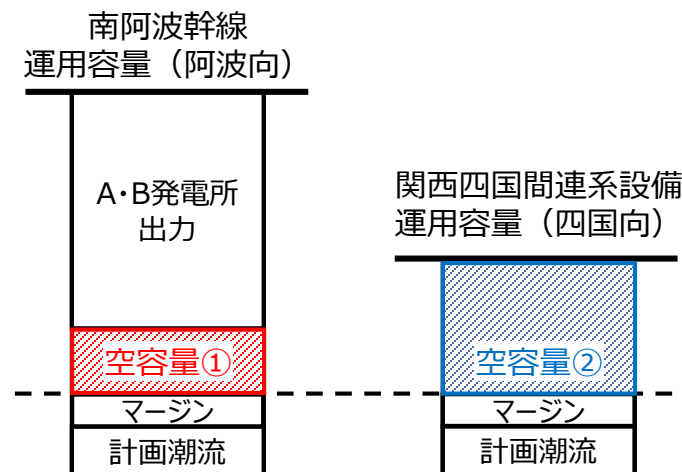 南阿波幹線
運用容量（阿波向）
A・B発電所
出力
空容量①
マージン
計画潮流
関西四国間連系設備
運用容量（四国向）
空容量②
マージン
計画潮流